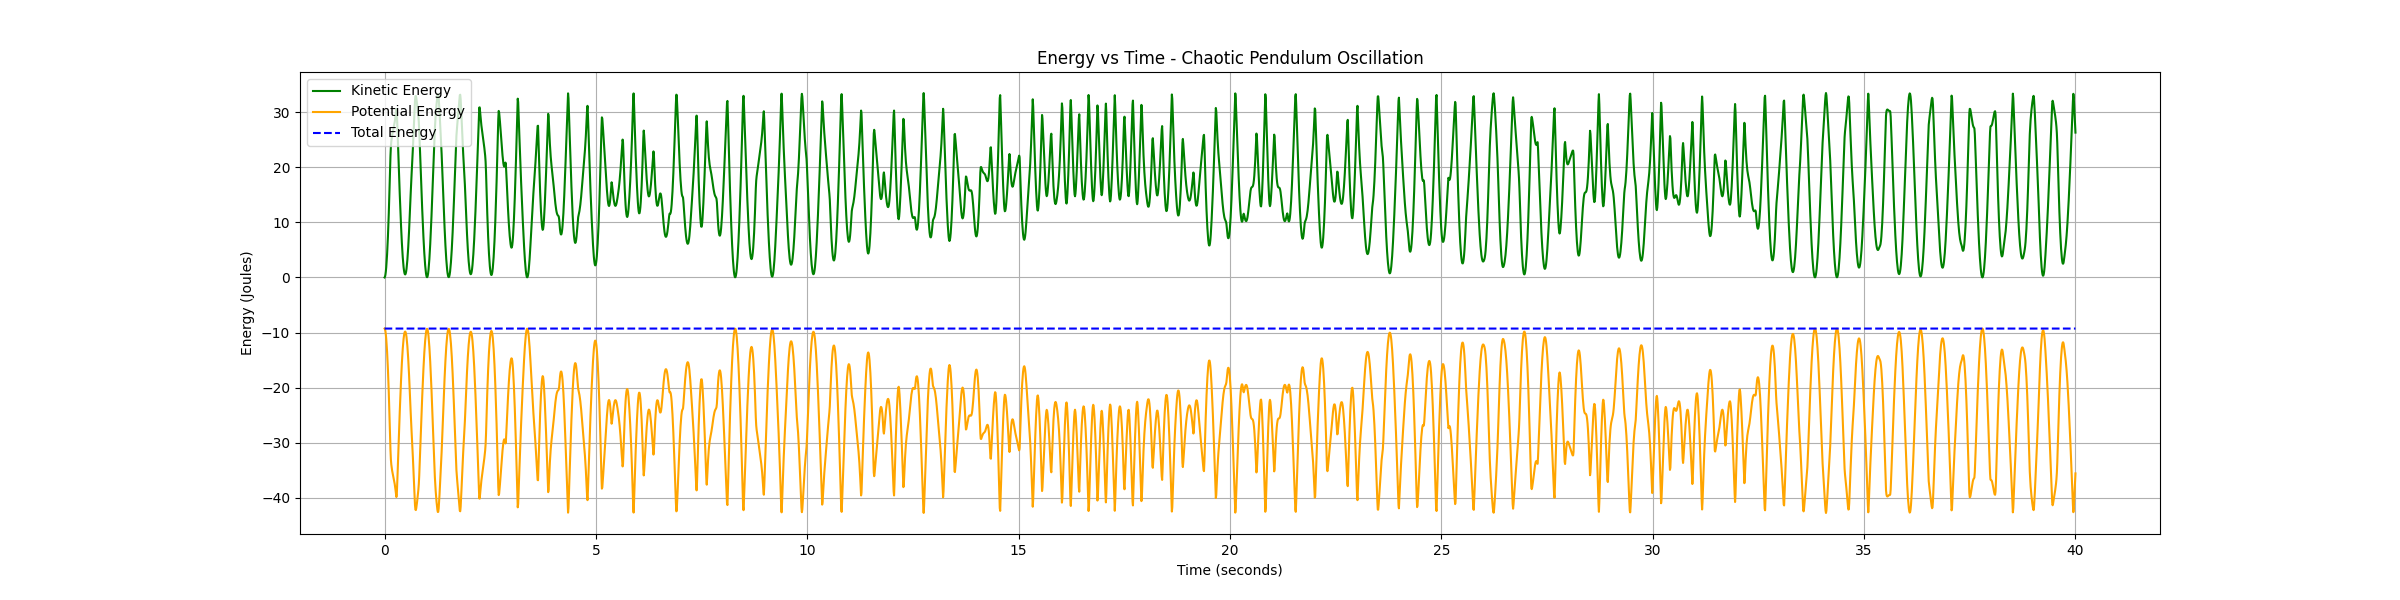 Energy vs Time - Chaotic Pendulum Oscillation
Kinetic Energy
Potential Energy
Total Energy
Energy (Joules)
30
20
10
0
−10
−20
−30
−40
0 5 10 15 20 25 30 35 40
Time (seconds)